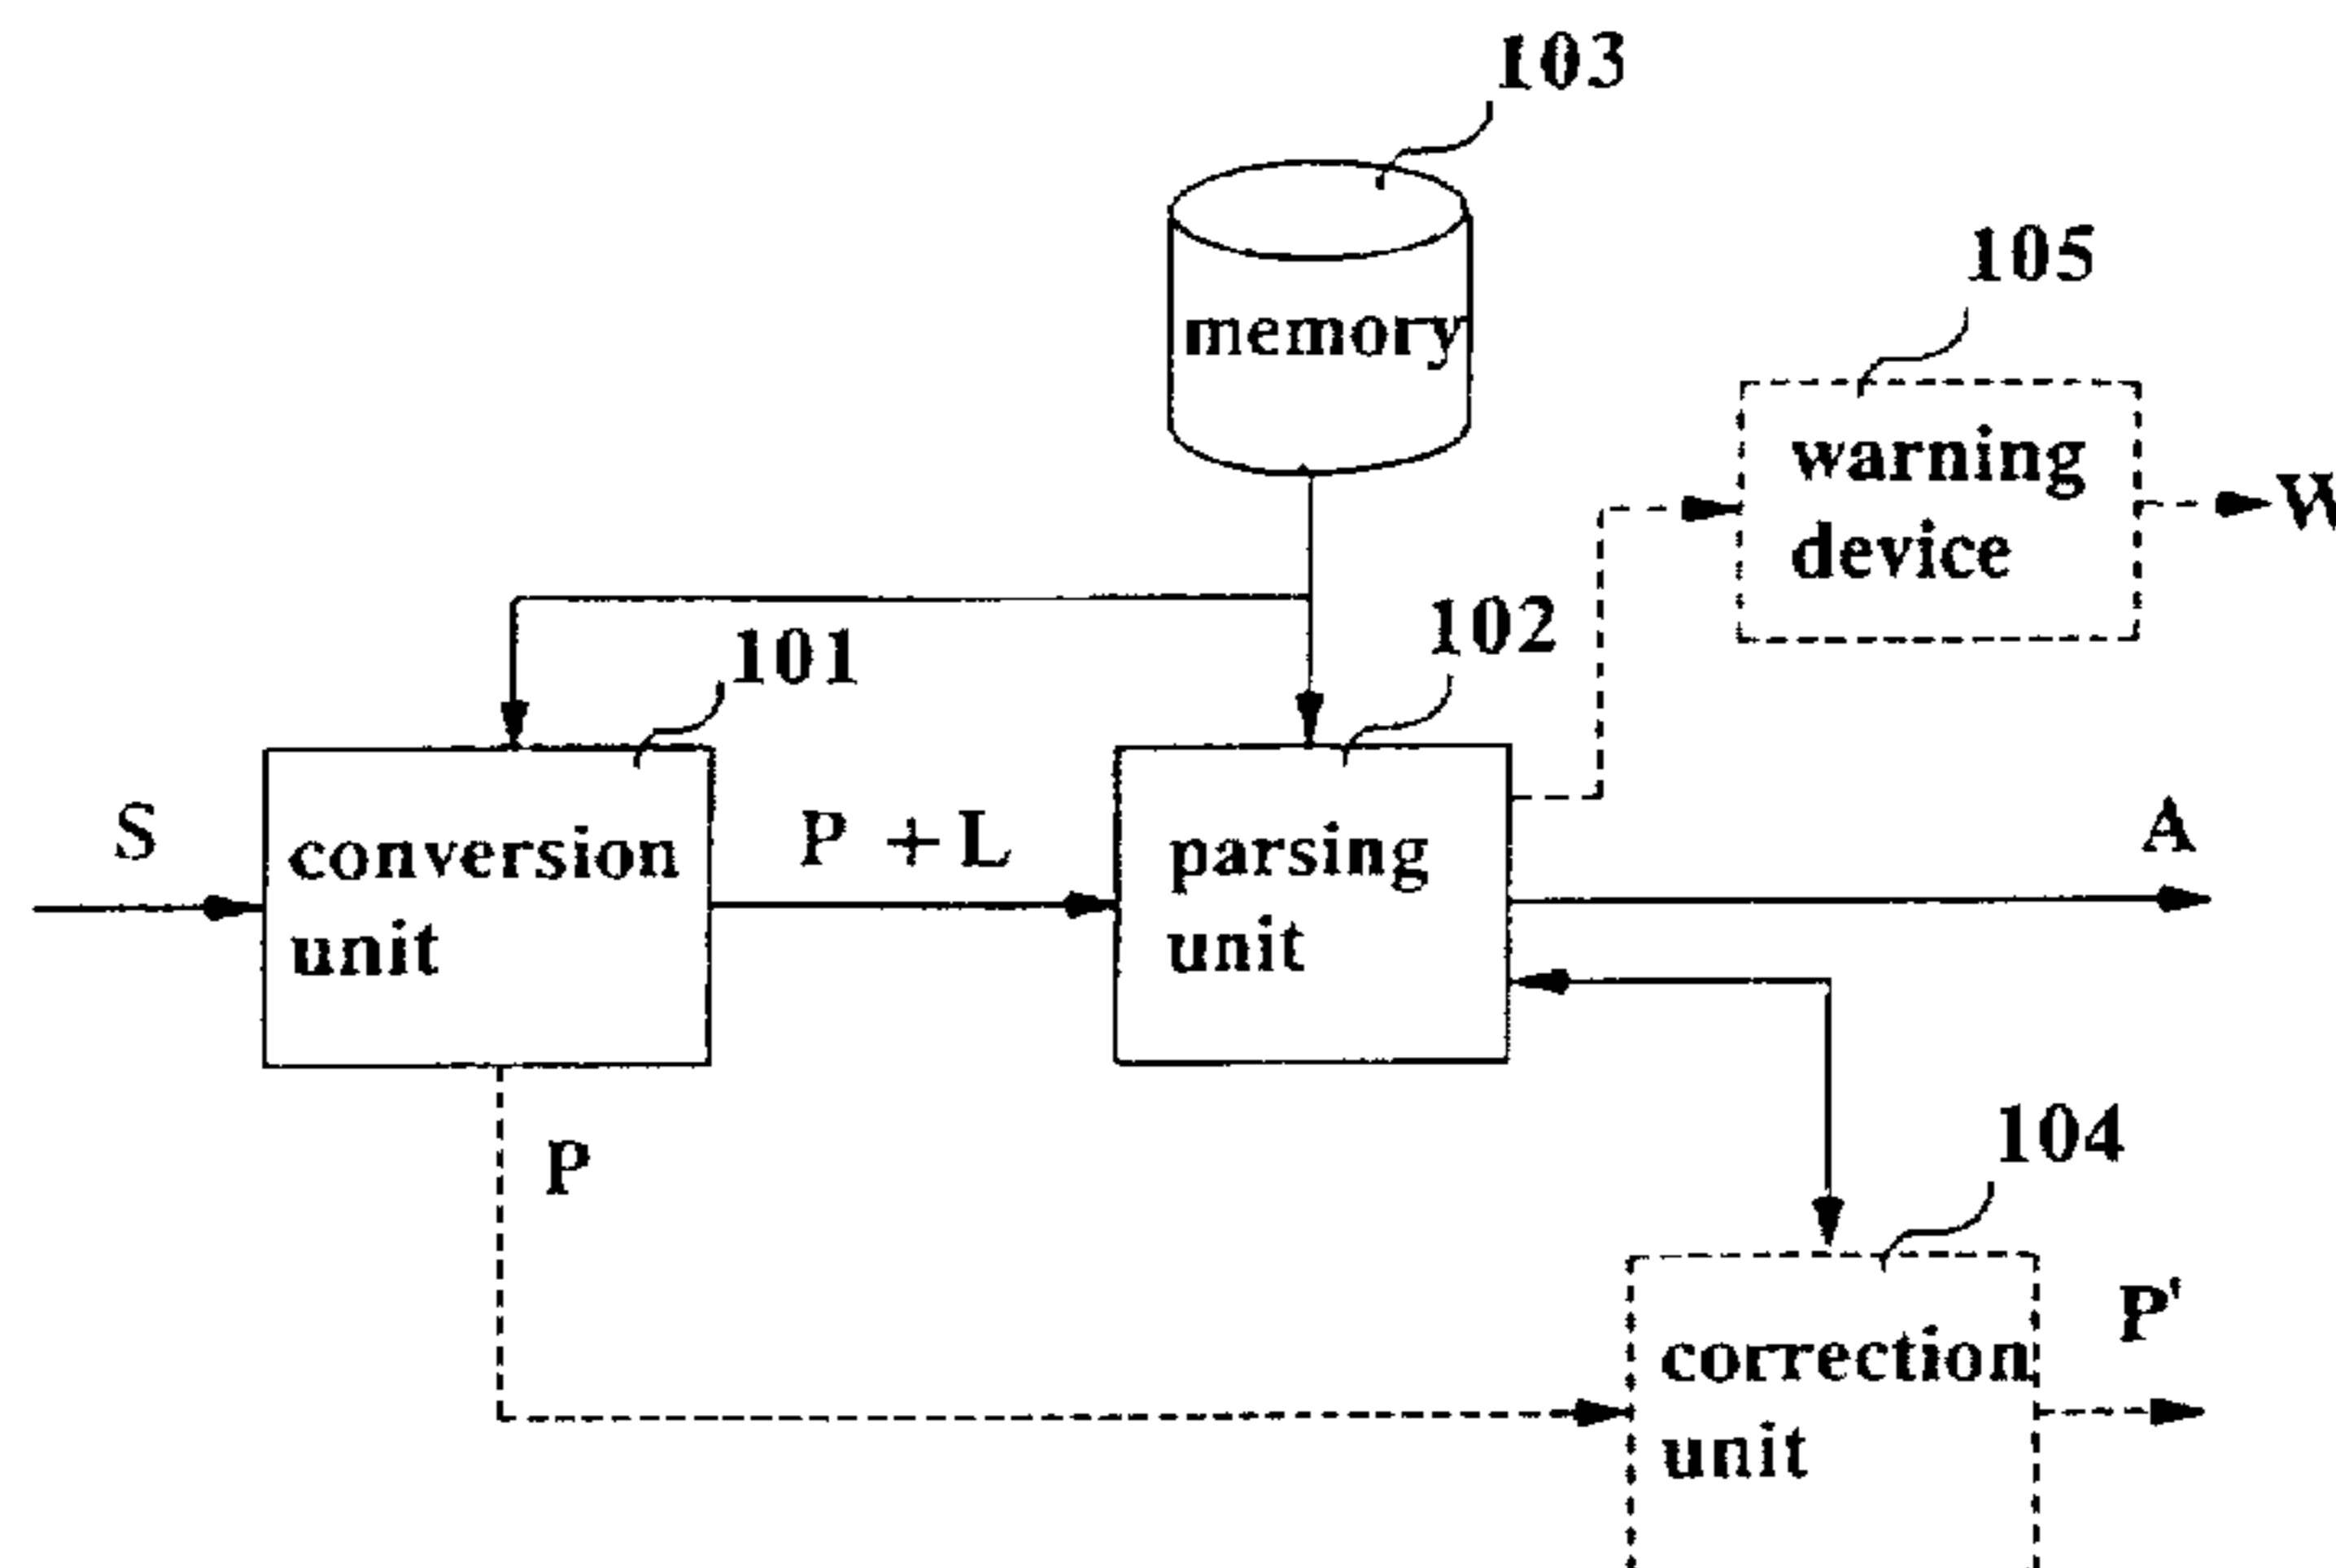 103
memory
105
warning
device
W
102
101
S
conversion
unit
P + L
parsing
unit
A
P
104
correction
unit
P'